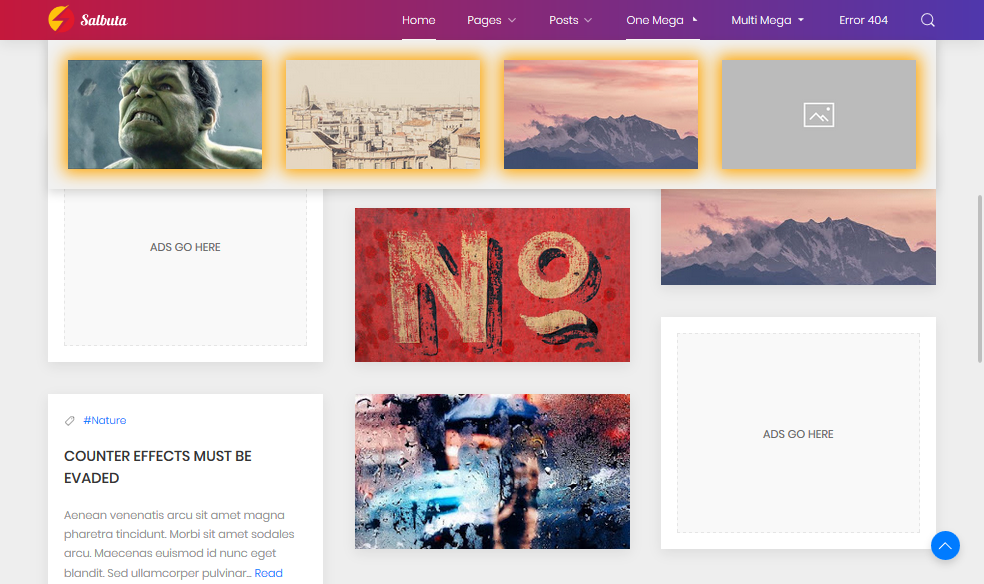 Salbuta
Home
Pages
Posts
One Mega
Multi Mega
Error 404
ADS GO HERE
No
ADS GO HERE
#Nature
COUNTER EFFECTS MUST BE
EVADED
Aenean venenatis arcu sit amet magna
pharetra tincidunt. Morbi sit amet sodales
arcu. Maecenas euismod id nunc eget
blandit. Sed ullamcorper pulvinar... Read